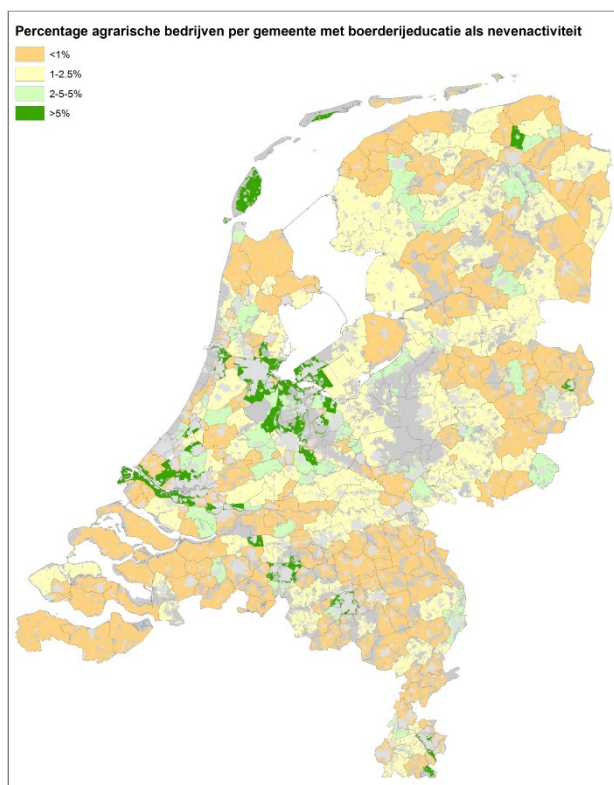 Percentage agrarische bedrijven per gemeente met boerderijeducatie als nevenactiviteit
<1%
1-2.5%
2-5-5%
>5%